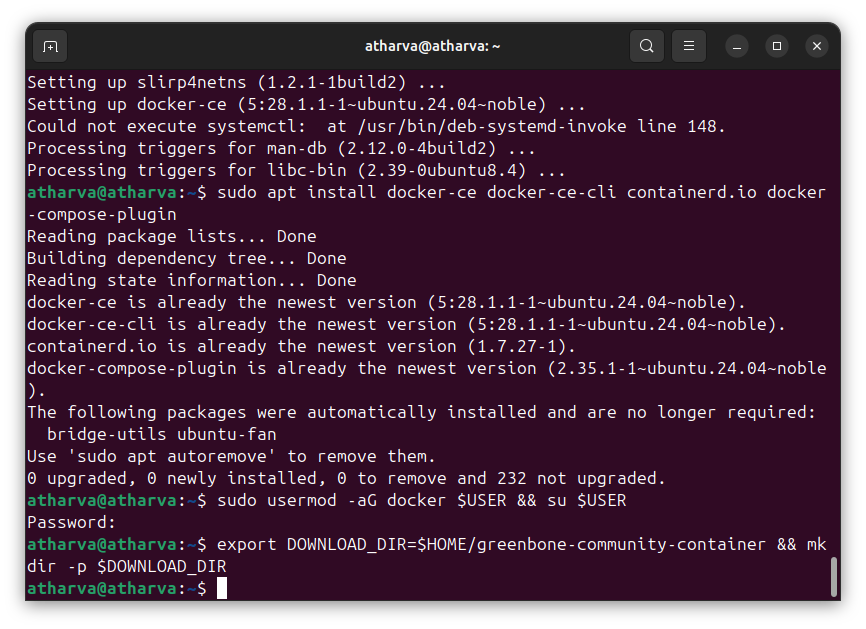 atharva@atharva: ~
Setting up slirp4netns (1.2.1-1build2) ...
Setting up docker-ce (5:28.1.1-1~ubuntu.24.04~noble) ...
Could not execute systemctl:  at /usr/bin/deb-systemd-invoke line 148.
Processing triggers for man-db (2.12.0-4build2) ...
Processing triggers for libc-bin (2.39-0ubuntu8.4) ...
atharva@atharva:~$ sudo apt install docker-ce docker-ce-cli containerd.io docker
-compose-plugin
Reading package lists... Done
Building dependency tree... Done
Reading state information... Done
docker-ce is already the newest version (5:28.1.1-1~ubuntu.24.04~noble).
docker-ce-cli is already the newest version (5:28.1.1-1~ubuntu.24.04~noble).
containerd.io is already the newest version (1.7.27-1).
docker-compose-plugin is already the newest version (2.35.1-1~ubuntu.24.04~noble
).
The following packages were automatically installed and are no longer required:
  bridge-utils ubuntu-fan
Use 'sudo apt autoremove' to remove them.
0 upgraded, 0 newly installed, 0 to remove and 232 not upgraded.
atharva@atharva:~$ sudo usermod -aG docker $USER && su $USER
Password:
atharva@atharva:~$ export DOWNLOAD_DIR=$HOME/greenbone-community-container && mk
dir -p $DOWNLOAD_DIR
atharva@atharva:~$